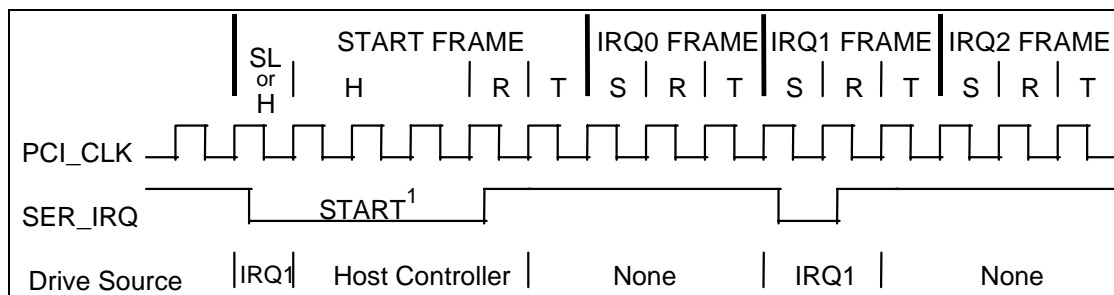 START FRAME IRQ0 FRAME IRQ1 FRAME IRQ2 FRAME
SL
or
H
H R T S R T S R T S R T
PCI_CLK
SER_IRQ START1
Drive Source IRQ1 Host Controller None IRQ1 None